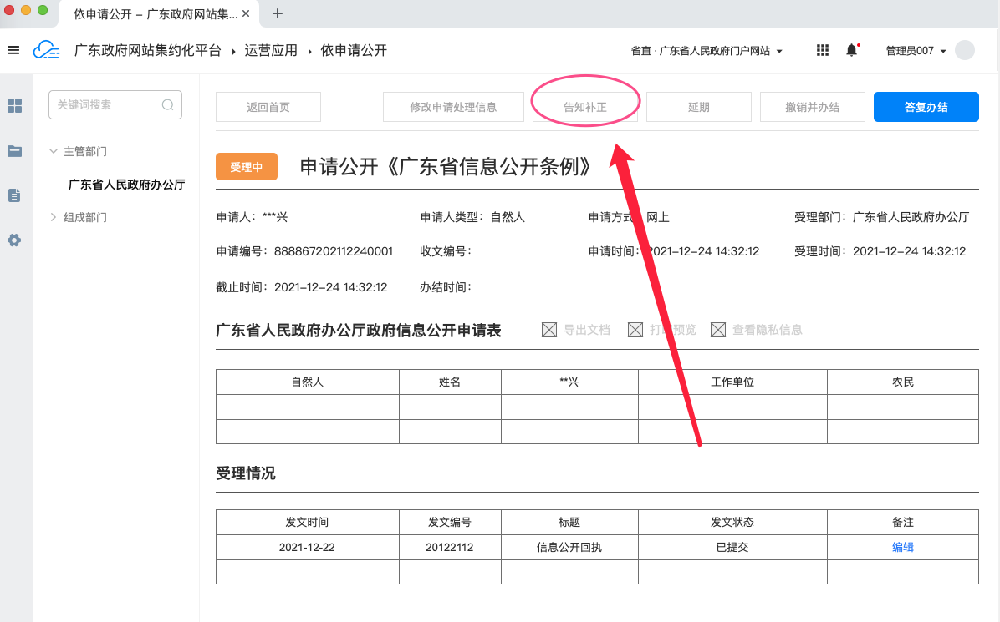 依申请公开 – 广东政府网站集...
广东政府网站集约化平台 运营应用 依申请公开
省直 · 广东省人民政府门户网站
管理员007
关键词搜索
主管部门
广东省人民政府办公厅
组成部门
返回首页 修改申请处理信息 告知补正 延期 撤销并办结 答复办结
受理中 申请公开《广东省信息公开条例》
申请人： ***兴 申请人类型： 自然人 申请方式 网上 受理部门： 广东省人民政府办公厅
申请编号： 888867202112240001 收文编号： 申请时间： 2021–12–24 14:32:12 受理时间： 2021–12–24 14:32:12
截止时间： 2021–12–24 14:32:12 办结时间：
广东省人民政府办公厅政府信息公开申请表 导出文档 打印预览 查看隐私信息
自然人 姓名 **兴 工作单位 农民
受理情况
发文时间 发文编号 标题 发文状态 备注
2021-12-22 20122112 信息公开回执 已提交 编辑